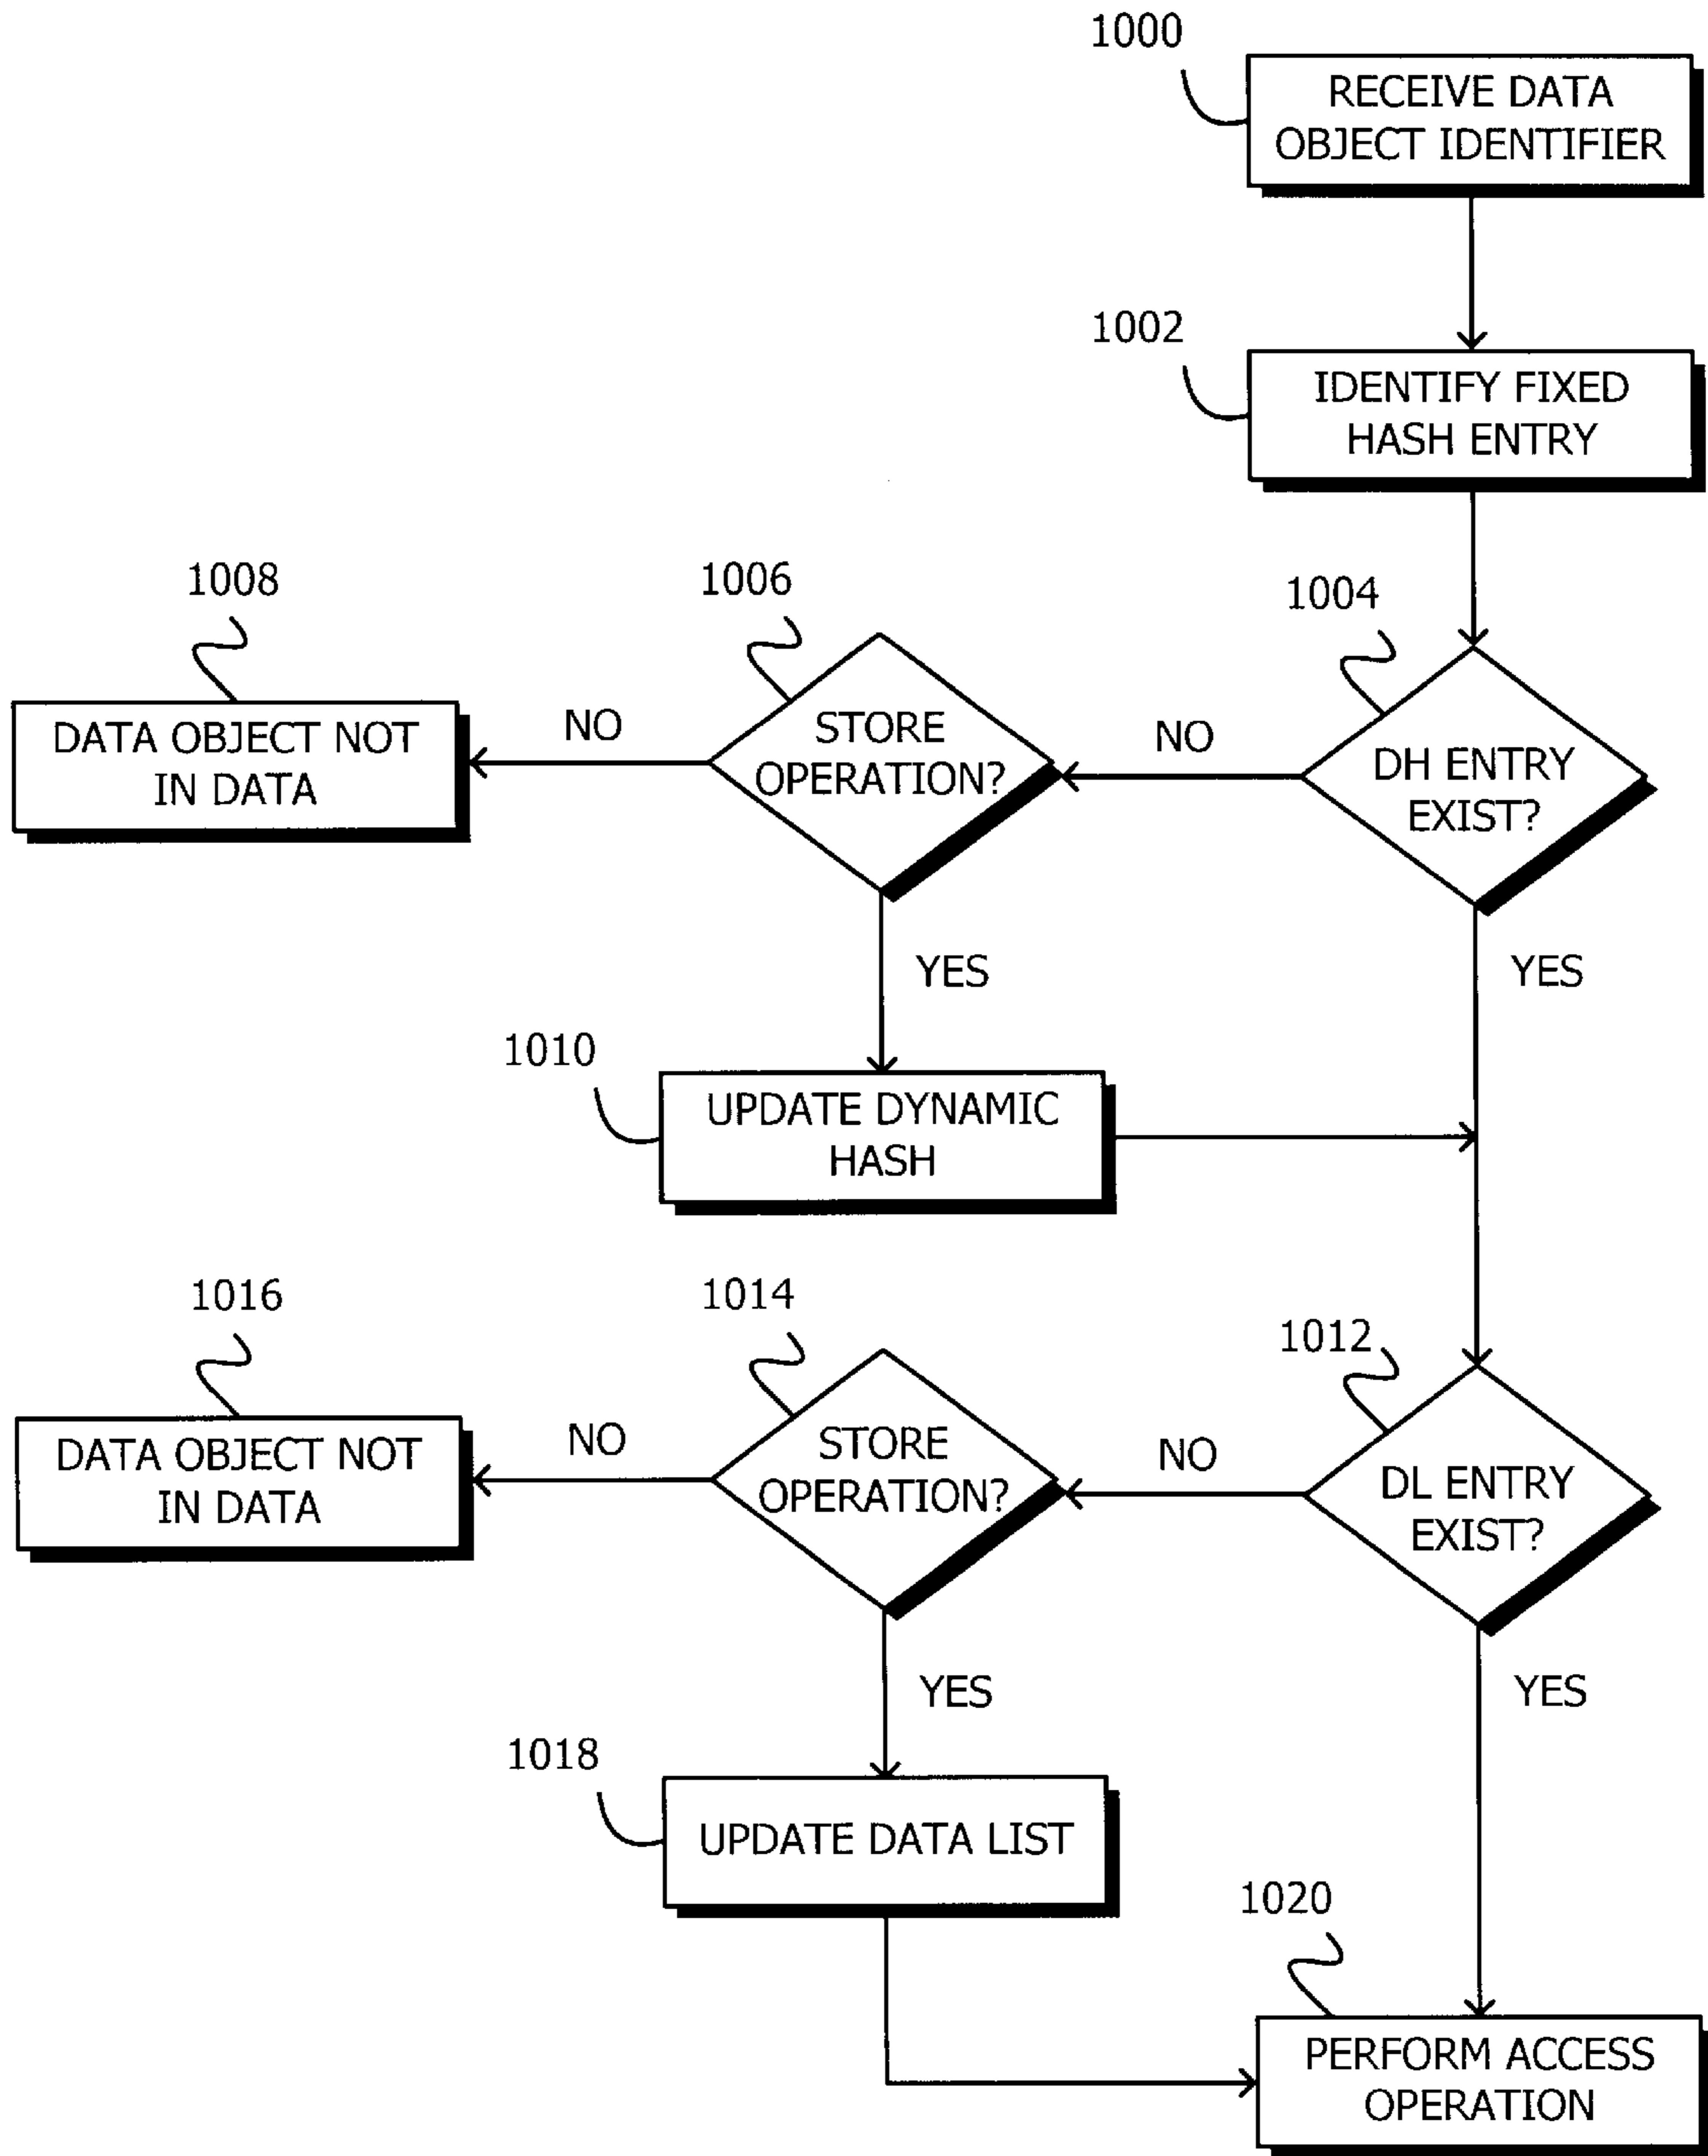 1000
RECEIVE DATA
OBJECT IDENTIFIER
1002
IDENTIFY FIXED
HASH ENTRY
1004
DH ENTRY
EXIST?
NO
YES
1006
STORE
OPERATION?
NO
YES
1008
DATA OBJECT NOT
IN DATA
1010
UPDATE DYNAMIC
HASH
1012
DL ENTRY
EXIST?
NO
YES
1014
STORE
OPERATION?
NO
YES
1016
DATA OBJECT NOT
IN DATA
1018
UPDATE DATA LIST
1020
PERFORM ACCESS
OPERATION